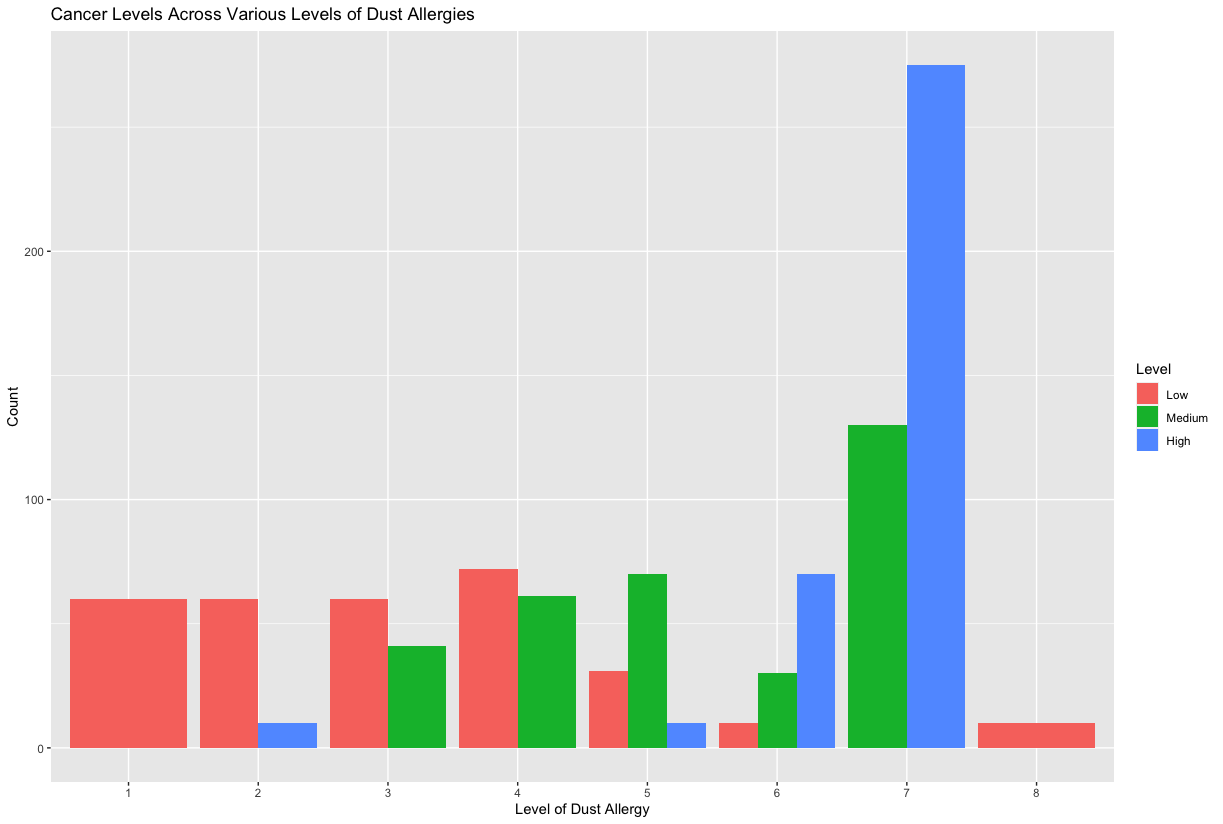 Cancer Levels Across Various Levels of Dust Allergies
Count
200
100
0
1 2 3 4 5 6 7 8
Level of Dust Allergy
Level
Low
Medium
High